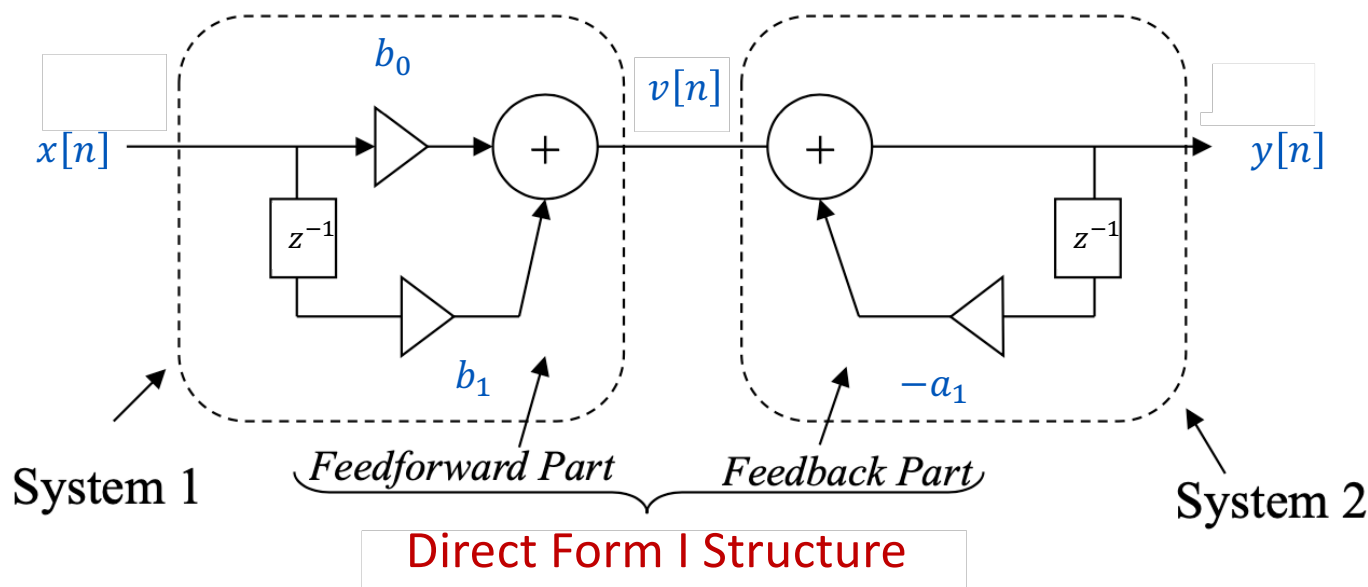 b₀
v[n]
x[n]
+
+
y[n]
z⁻¹
z⁻¹
b₁
−a₁
Feedforward Part
Feedback Part
System 1
System 2
Direct Form I Structure